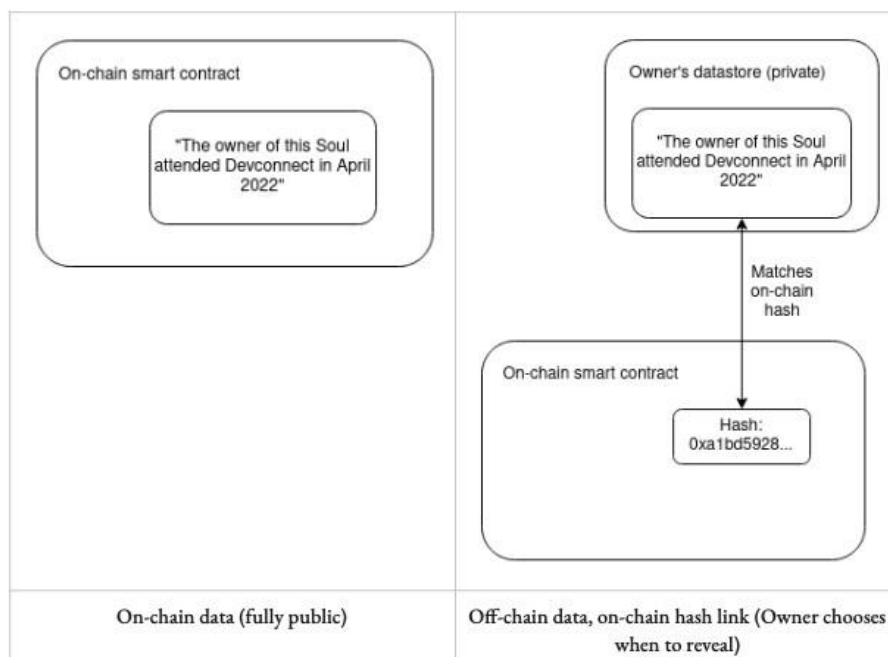 On-chain smart contract
"The owner of this Soul
attended Devconnect in April
2022"
On-chain data (fully public)
Owner's datastore (private)
"The owner of this Soul
attended Devconnect in April
2022"
Matches
on-chain
hash
On-chain smart contract
Hash:
0xa1bd5928...
Off-chain data, on-chain hash link (Owner chooses
when to reveal)